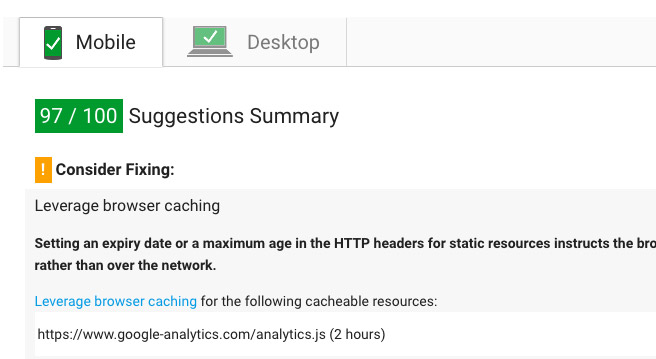 Mobile
Desktop
97 / 100 Suggestions Summary
! Consider Fixing:
Leverage browser caching
Setting an expiry date or a maximum age in the HTTP headers for static resources instructs the bro
rather than over the network.
Leverage browser caching for the following cacheable resources:
https://www.google-analytics.com/analytics.js (2 hours)